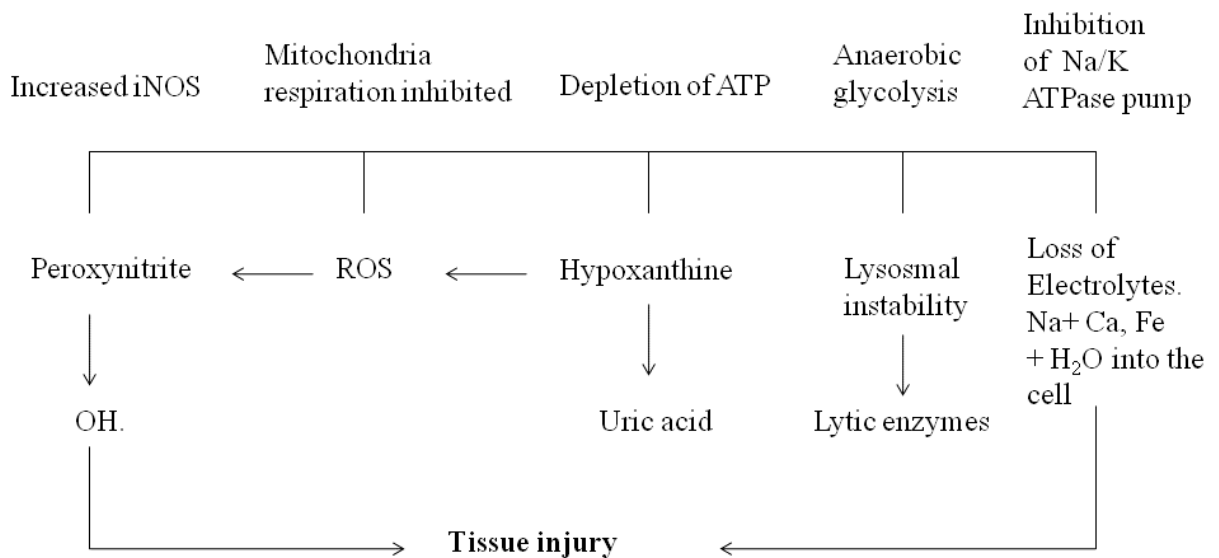 Increased iNOS
Mitochondria
respiration inhibited
Depletion of ATP
Anaerobic
glycolysis
Inhibition
of Na/K
ATPase pump
Peroxynitrite
ROS
Hypoxanthine
Lysosmal
instability
Loss of
Electrolytes.
Na+ Ca, Fe
+ H₂O into the
cell
OH.
Uric acid
Lytic enzymes
Tissue injury